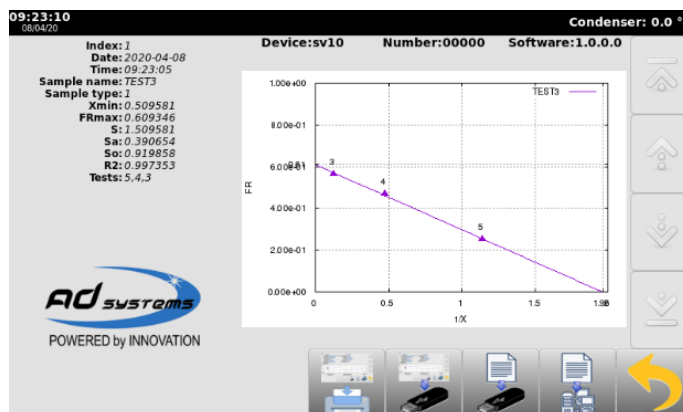 09:23:10
08/04/20
Condenser: 0.0 °
Index: 1
Date: 2020-04-08
Time: 09:23:05
Sample name: TEST3
Sample type: 1
Xmin: 0.509581
FRmax: 0.609346
S: 1.509581
Sa: 0.390654
So: 0.919858
R2: 0.997353
Tests: 5,4,3
Device:sv10 Number:00000 Software:1.0.0.0
1.00e+00
TEST3
8.00e-01
3
4
FR
4.00e-01
5
2.00e-01
0.00e+00
0 0.5 1 1.5
1/X
AD systems
POWERED by INNOVATION